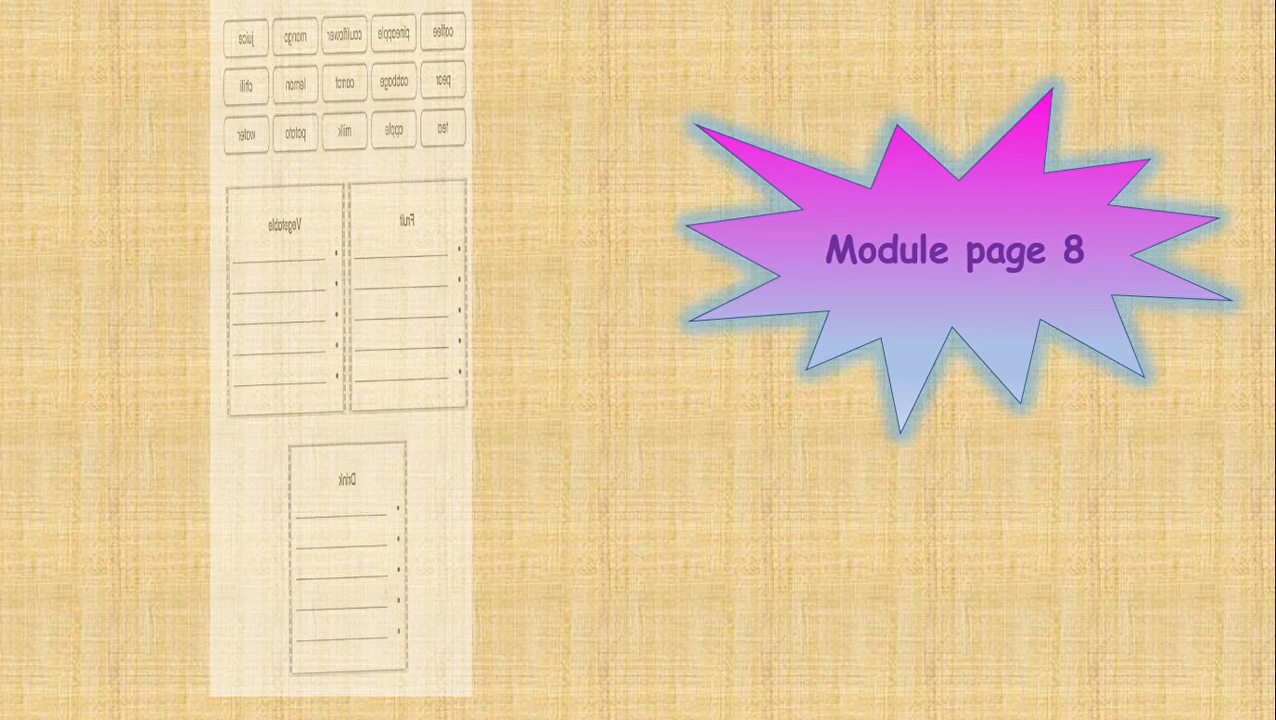 juice mango cauliflower pineapple coffee
chilli lemon carrot cabbage pear
water potato milk apple tea
Vegetable Fruit
Drink
Module page 8